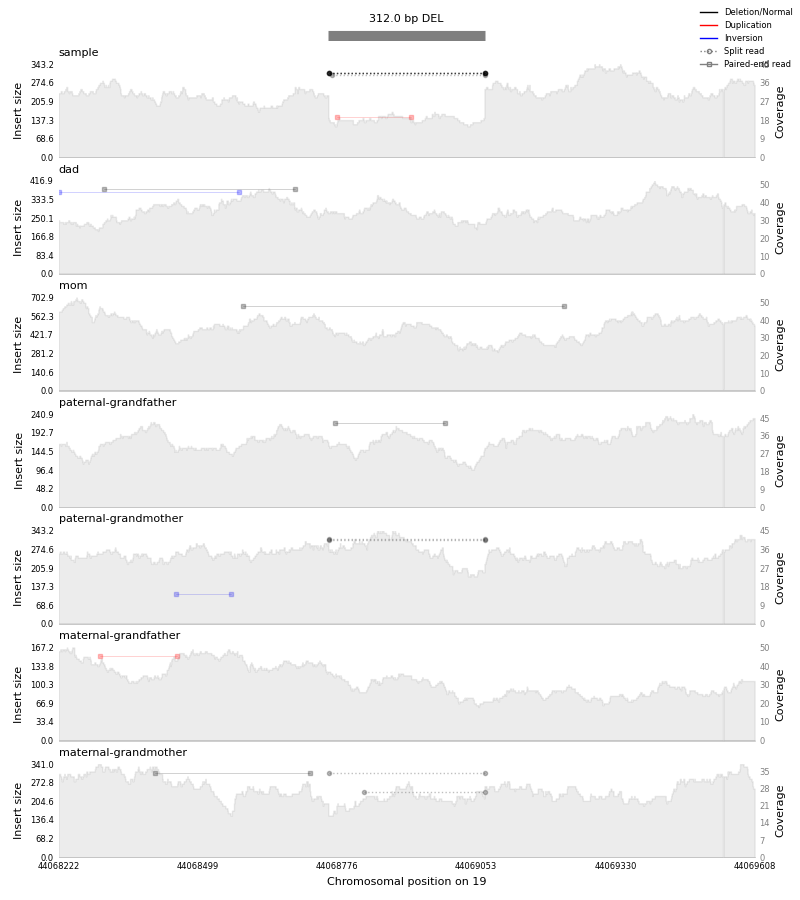 312.0 bp DEL
Deletion/Normal
Duplication
Inversion
Split read
Paired-end read
sample
343.2
274.6
205.9
137.3
68.6
0.0
Insert size
45
36
27
18
9
0
Coverage
dad
416.9
333.5
250.1
166.8
83.4
0.0
Insert size
50
40
30
20
10
0
Coverage
mom
702.9
562.3
421.7
281.2
140.6
0.0
Insert size
50
40
30
20
10
0
Coverage
paternal-grandfather
240.9
192.7
144.5
96.4
48.2
0.0
Insert size
45
36
27
18
9
0
Coverage
paternal-grandmother
343.2
274.6
205.9
137.3
68.6
0.0
Insert size
45
36
27
18
9
0
Coverage
maternal-grandfather
167.2
133.8
100.3
66.9
33.4
0.0
Insert size
50
40
30
20
10
0
Coverage
maternal-grandmother
341.0
272.8
204.6
136.4
68.2
0.0
Insert size
35
28
21
14
7
0
Coverage
44068222 44068499 44068776 44069053 44069330 44069608
Chromosomal position on 19